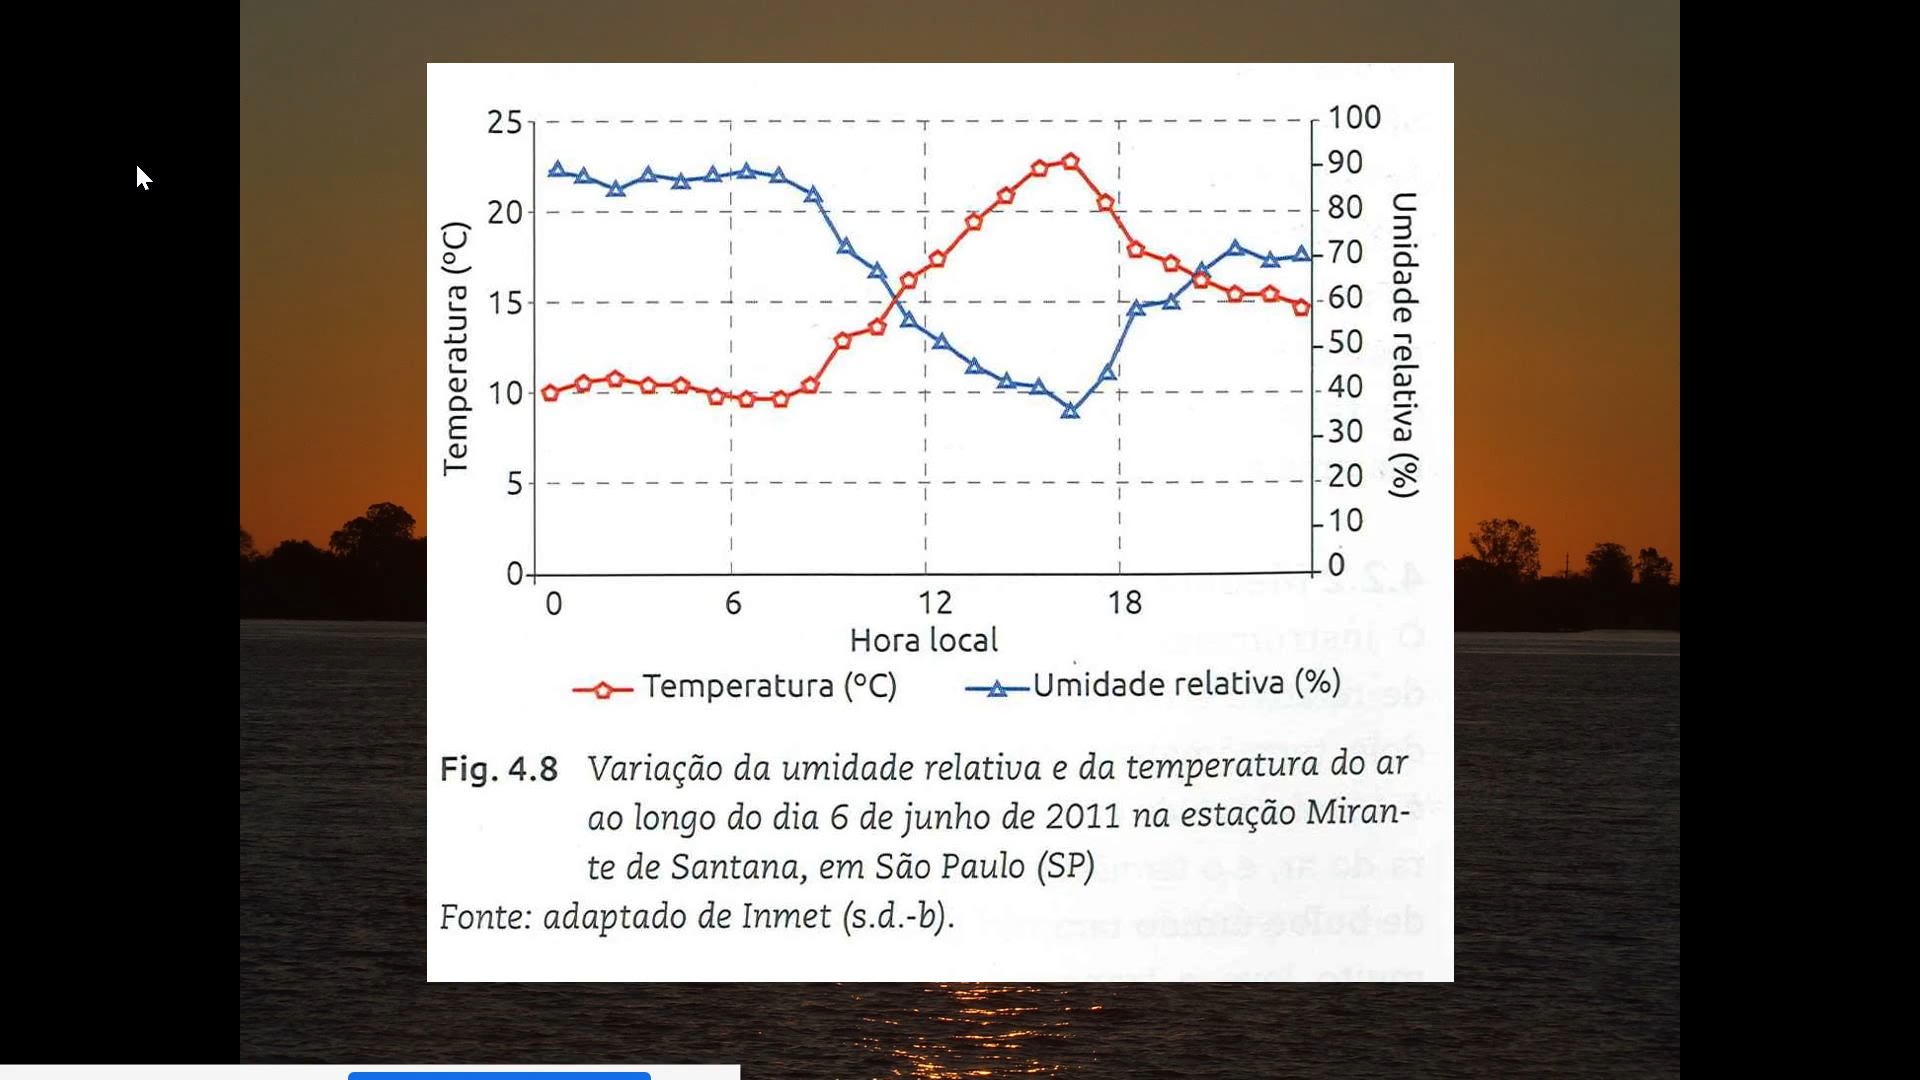 25
20
15
10
5
0
100
90
80
70
60
50
40
30
20
10
0
Temperatura (ºC)
Umidade relativa (%)
0 6 12 18
Hora local
Temperatura (ºC) Umidade relativa (%)
Fig. 4.8 Variação da umidade relativa e da temperatura do ar
ao longo do dia 6 de junho de 2011 na estação Miran-
te de Santana, em São Paulo (SP)
Fonte: adaptado de Inmet (s.d.-b).